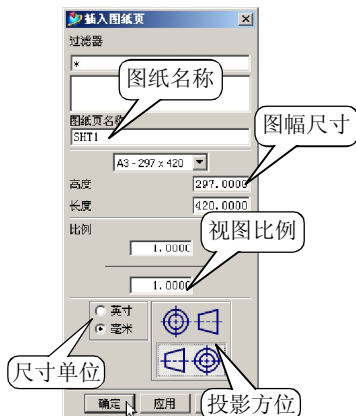 插入图纸页
过滤器
*
图纸名称
图纸页名称
SHT1
图幅尺寸
A3-297 x 420
高度
297.0000
长度
420.0000
比例
视图比例
1.0000
1.0000
英寸
毫米
尺寸单位
投影方位
确定
应用